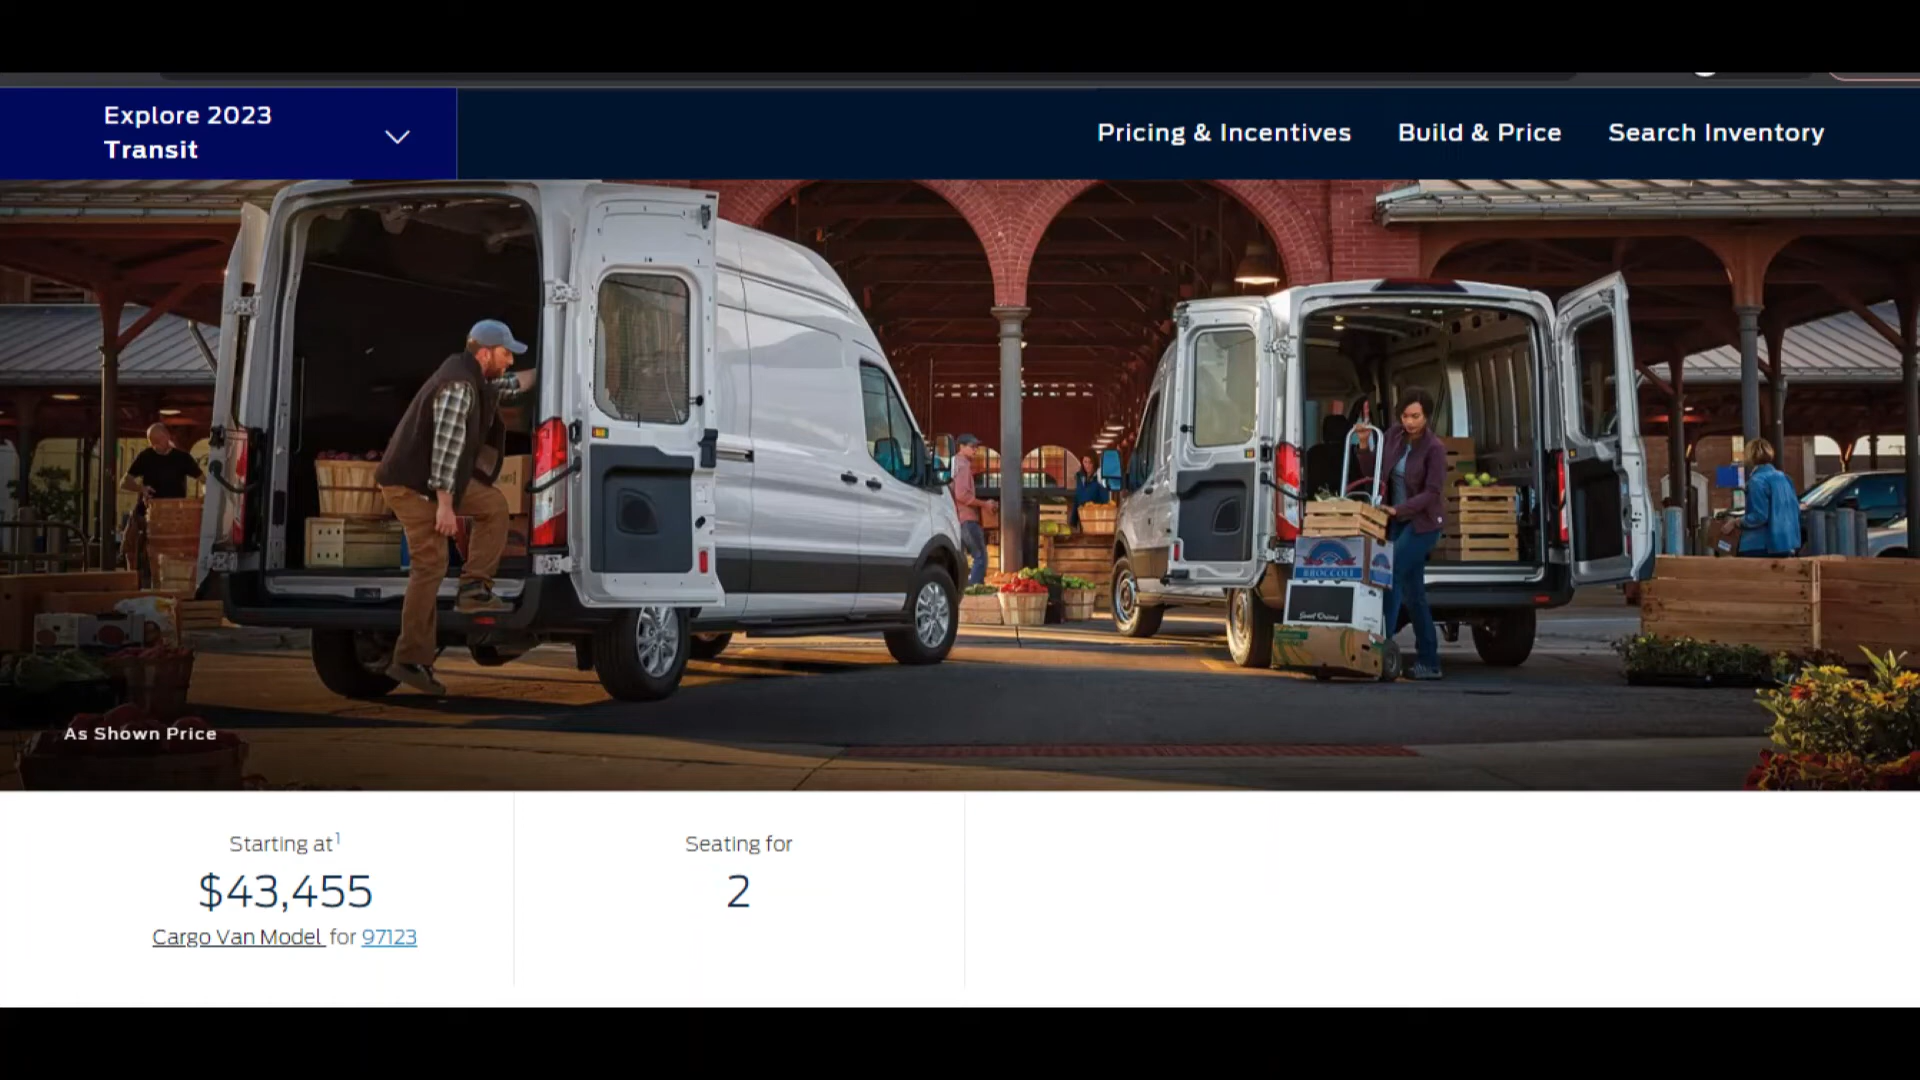 Explore 2023
Transit
Pricing & Incentives
Build & Price
Search Inventory
BROCCOLI
As Shown Price
Starting at1
$43,455
Cargo Van Model for 97123
Seating for
2